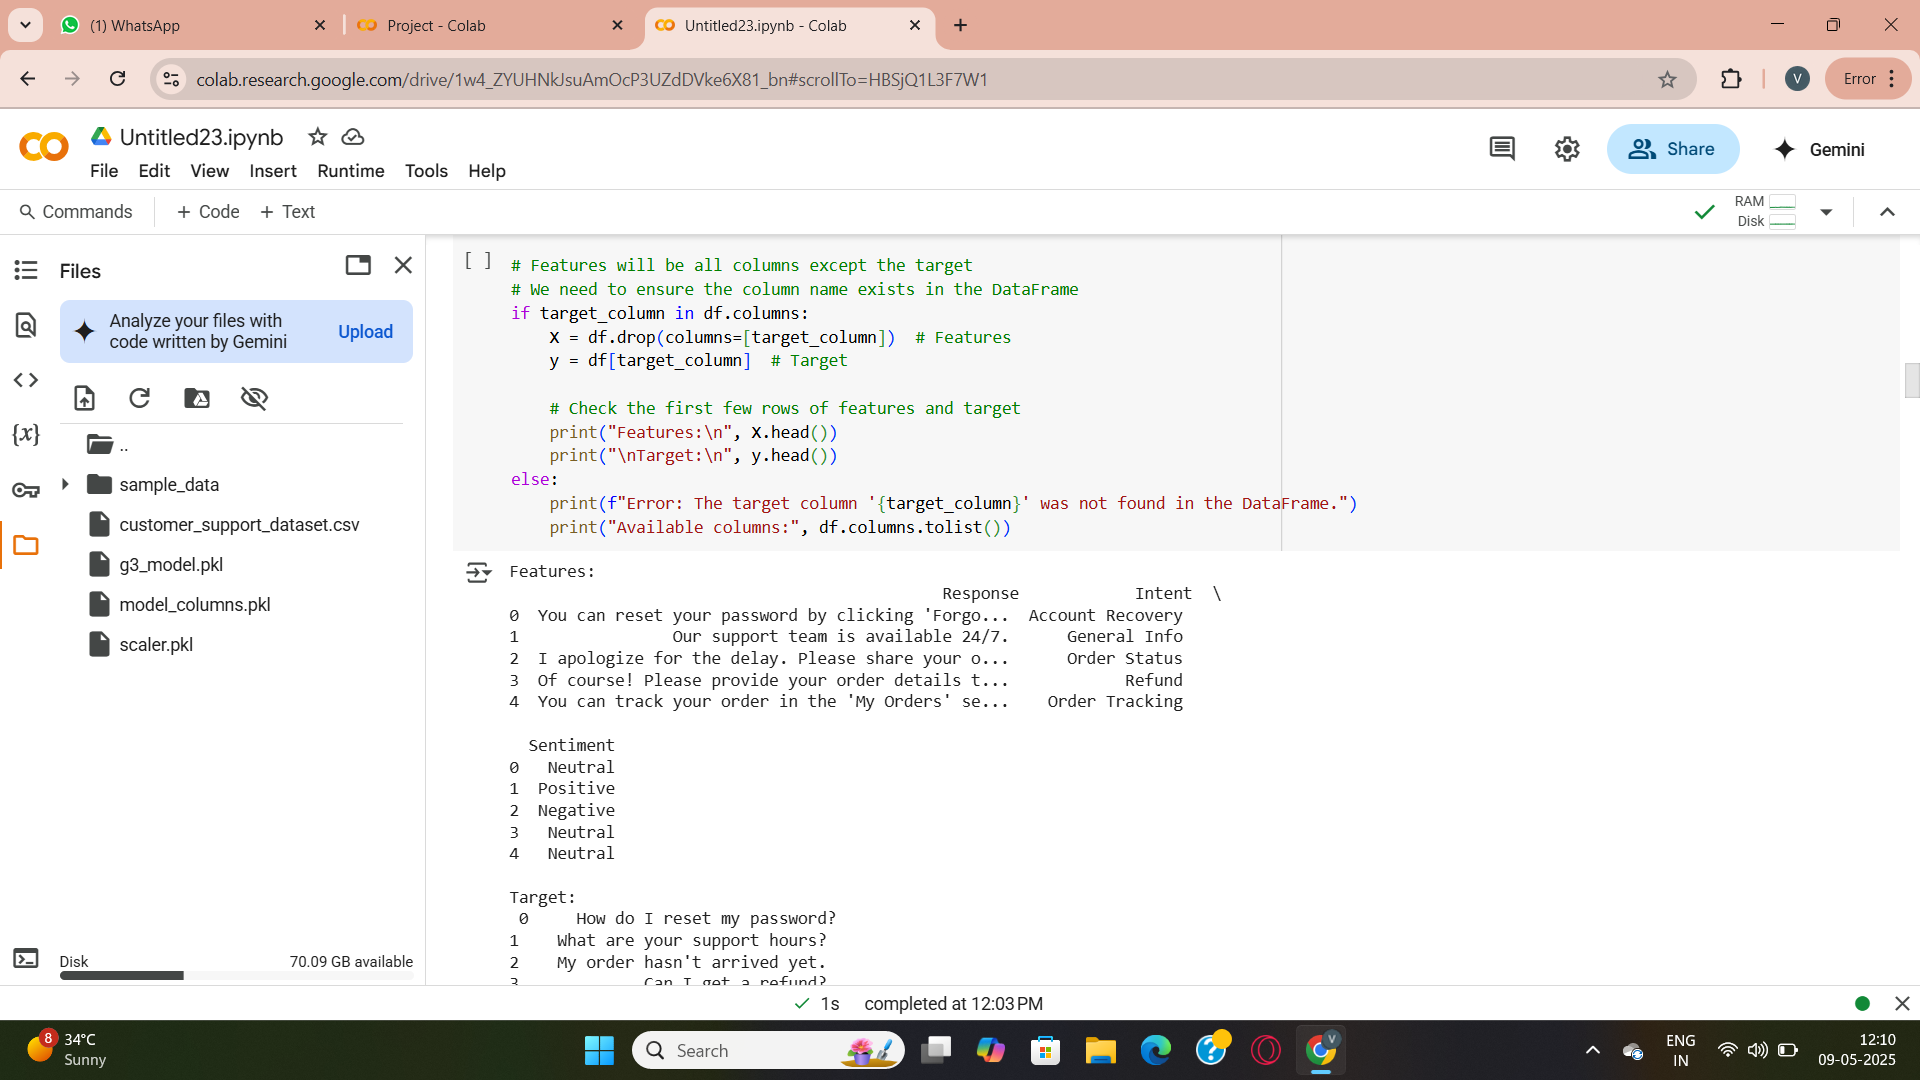 (1) WhatsApp
Project - Colab
Untitled23.ipynb - Colab
colab.research.google.com/drive/1w4_ZYUHNkJsuAmOcP3UZdDVke6X81_bn#scrollTo=HBSjQ1L3F7W1
V
Error
CO
Untitled23.ipynb
File Edit View Insert Runtime Tools Help
Share
Gemini
Commands
+ Code + Text
RAM
Disk
Files
Analyze your files with
code written by Gemini
Upload
{x}
..
sample_data
customer_support_dataset.csv
g3_model.pkl
model_columns.pkl
scaler.pkl
Disk
70.09 GB available
[ ]
# Features will be all columns except the target
# We need to ensure the column name exists in the DataFrame
if target_column in df.columns:
    X = df.drop(columns=[target_column])  # Features
    y = df[target_column]  # Target
    # Check the first few rows of features and target
    print("Features:\n", X.head())
    print("\nTarget:\n", y.head())
else:
    print(f"Error: The target column '{target_column}' was not found in the DataFrame.")
    print("Available columns:", df.columns.tolist())
Features:
Response Intent \
0 You can reset your password by clicking 'Forgo... Account Recovery
1 Our support team is available 24/7. General Info
2 I apologize for the delay. Please share your o... Order Status
3 Of course! Please provide your order details t... Refund
4 You can track your order in the 'My Orders' se... Order Tracking
Sentiment
0 Neutral
1 Positive
2 Negative
3 Neutral
4 Neutral
Target:
0 How do I reset my password?
1 What are your support hours?
2 My order hasn't arrived yet.
3 Can I get a refund?
1s completed at 12:03 PM
8
34°C
Sunny
Search
V
ENG
IN
12:10
09-05-2025